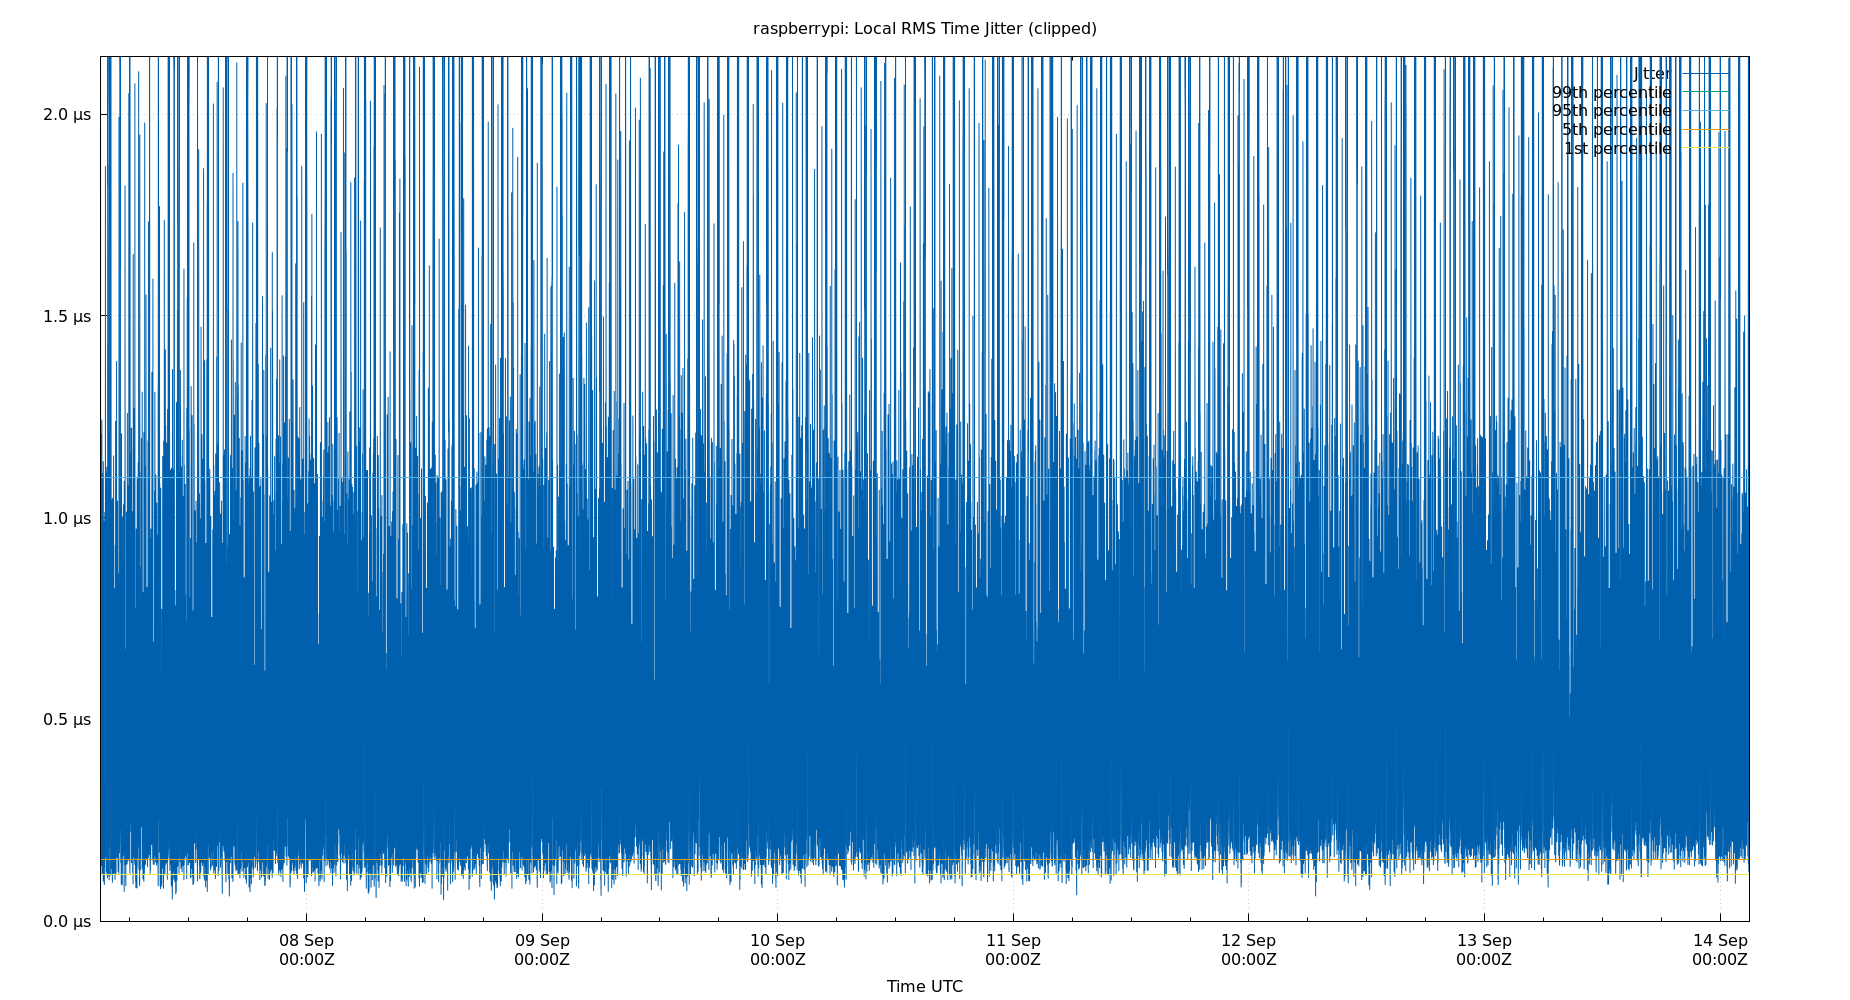 raspberrypi: Local RMS Time Jitter (clipped)
Jitter
99th percentile
95th percentile
5th percentile
1st percentile
2.0 µs
1.5 µs
1.0 µs
0.5 µs
0.0 µs
08 Sep 09 Sep 10 Sep 11 Sep 12 Sep 13 Sep 14 Sep
00:00Z 00:00Z 00:00Z 00:00Z 00:00Z 00:00Z 00:00Z
Time UTC